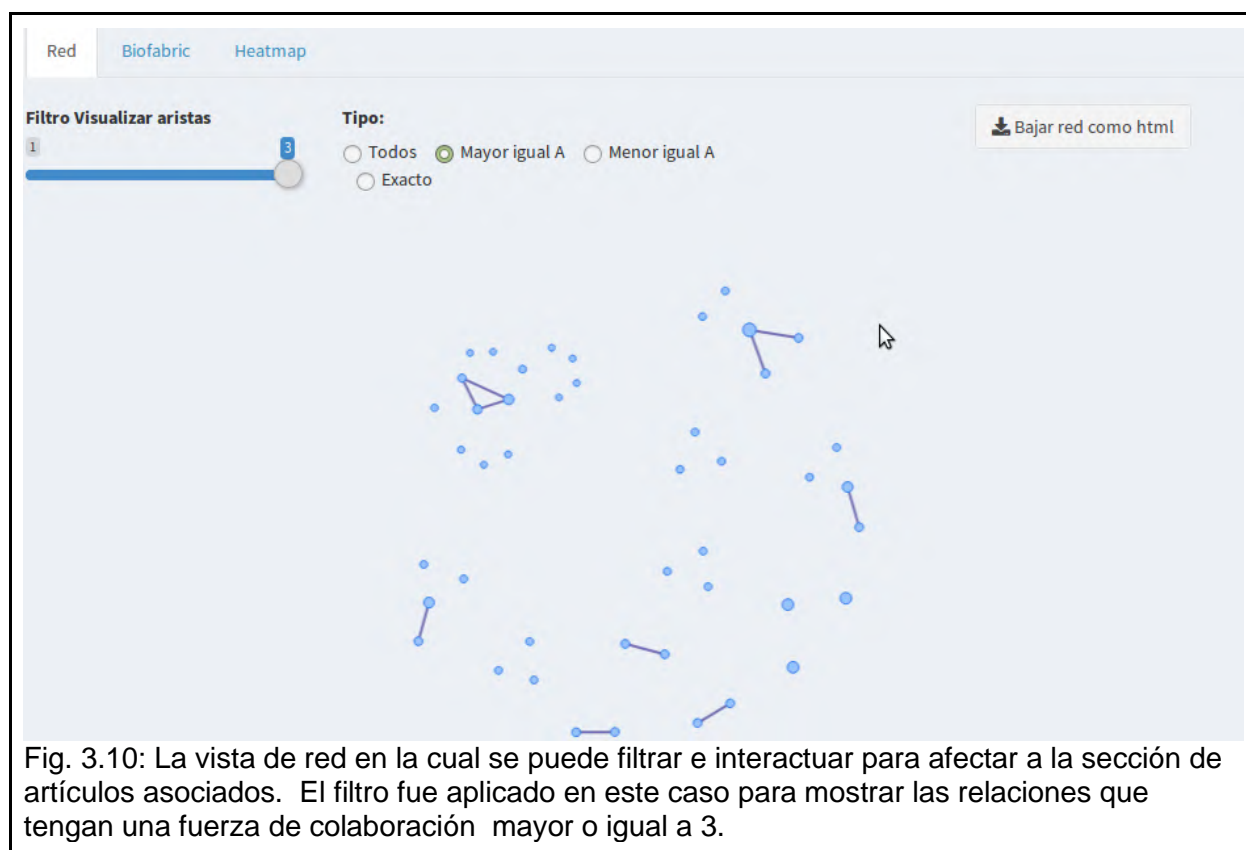 Red Biofabric Heatmap
Filtro Visualizar aristas
1 3
Tipo:
Todos Mayor igual A Menor igual A
Exacto
Bajar red como html
Fig. 3.10: La vista de red en la cual se puede filtrar e interactuar para afectar a la sección de
artículos asociados. El filtro fue aplicado en este caso para mostrar las relaciones que
tengan una fuerza de colaboración mayor o igual a 3.